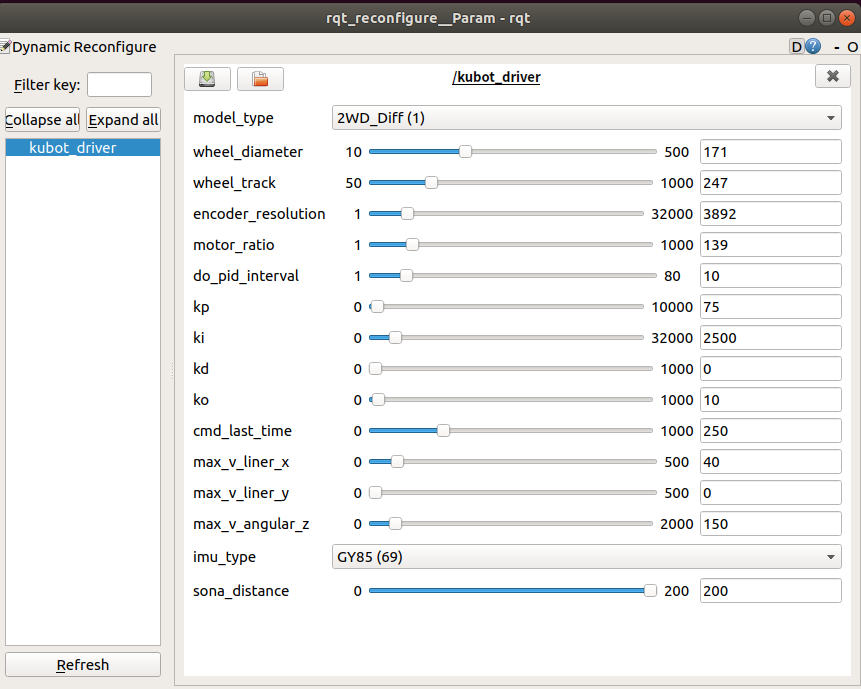 rqt_reconfigure__Param - rqt
Dynamic Reconfigure
D ? - O
Filter key:
Collapse all Expand all
kubot_driver
Refresh
/kubot_driver
model_type 2WD_Diff (1)
wheel_diameter 10 500 171
wheel_track 50 1000 247
encoder_resolution 1 32000 3892
motor_ratio 1 1000 139
do_pid_interval 1 80 10
kp 0 10000 75
ki 0 32000 2500
kd 0 1000 0
ko 0 1000 10
cmd_last_time 0 1000 250
max_v_liner_x 0 500 40
max_v_liner_y 0 500 0
max_v_angular_z 0 2000 150
imu_type GY85 (69)
sona_distance 0 200 200